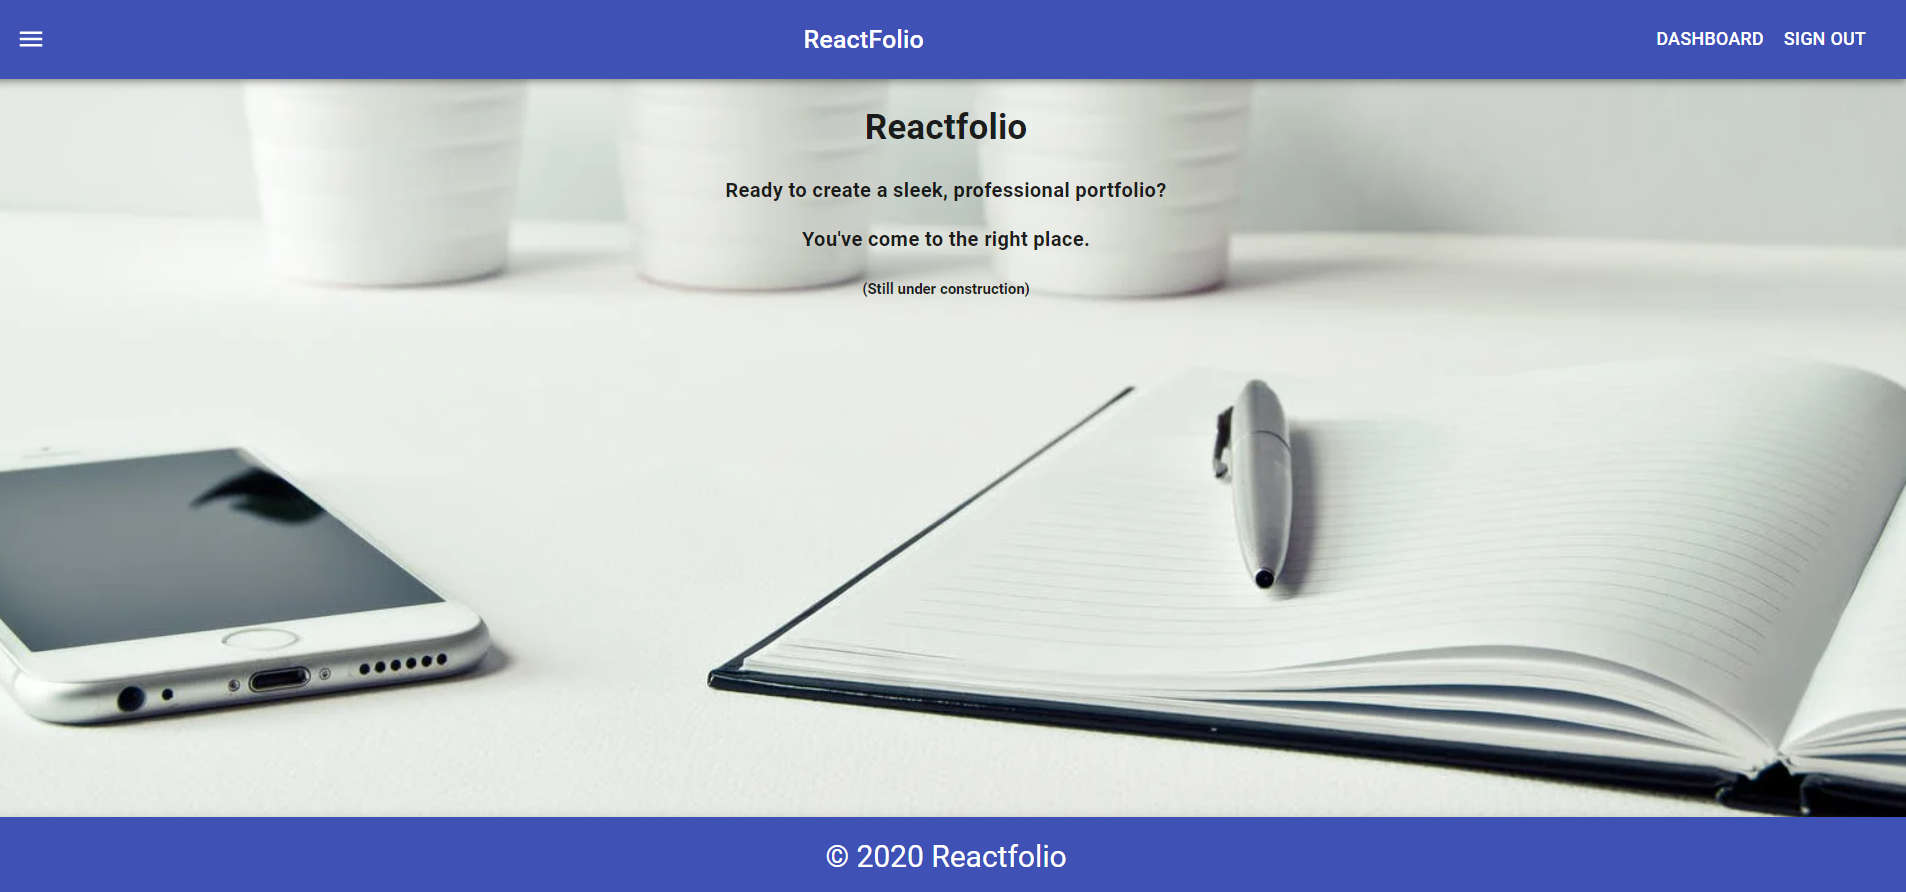 ReactFolio
DASHBOARD SIGN OUT
Reactfolio
Ready to create a sleek, professional portfolio?
You've come to the right place.
(Still under construction)
© 2020 Reactfolio